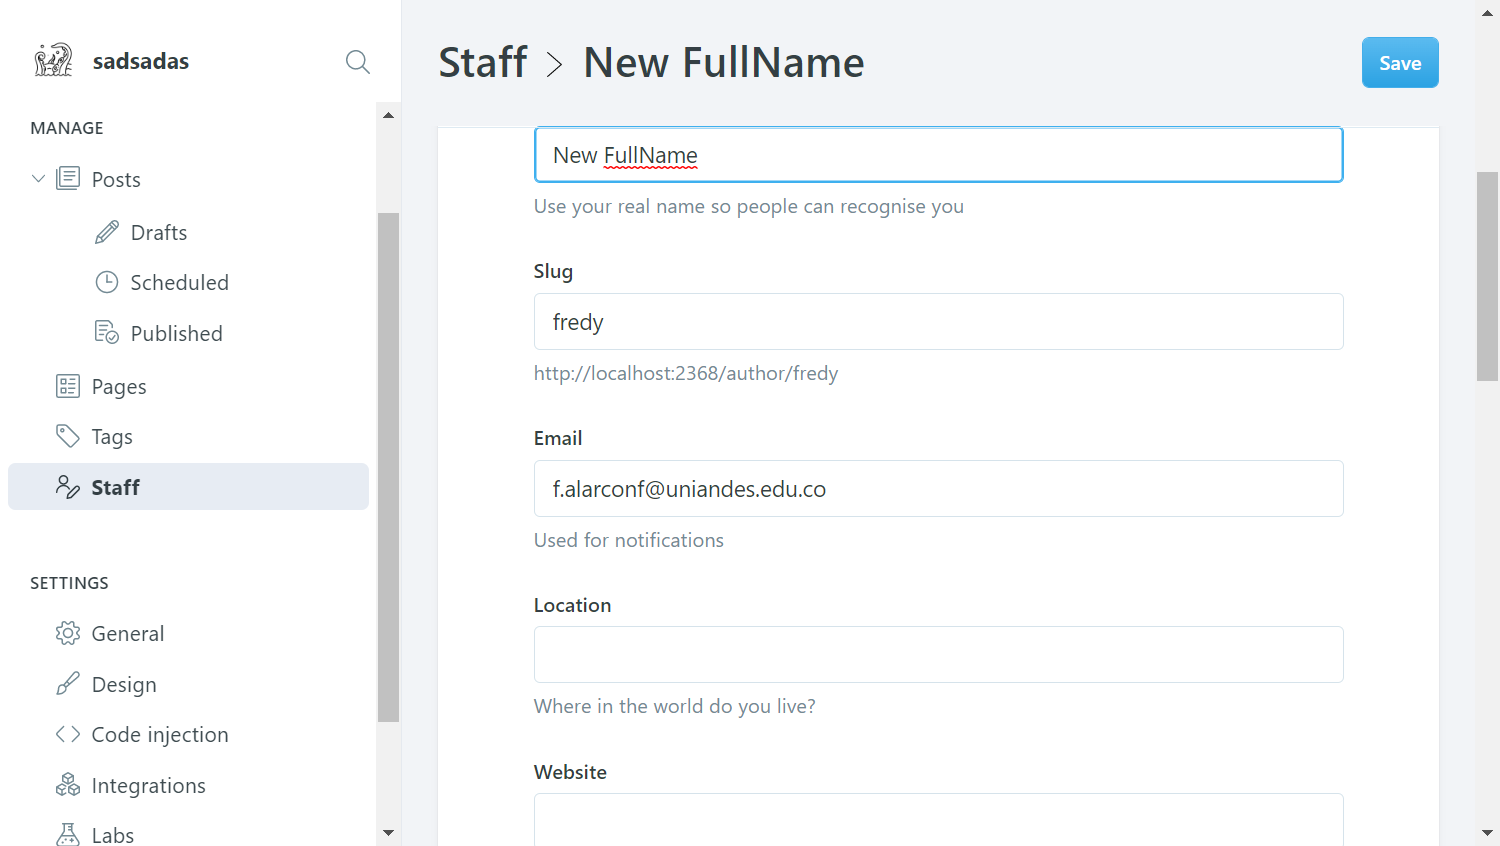 sadsadas
MANAGE
Posts
Drafts
Scheduled
Published
Pages
Tags
Staff
SETTINGS
General
Design
Code injection
Integrations
Labs
Staff > New FullName
Save
New FullName
Use your real name so people can recognise you
Slug
fredy
http://localhost:2368/author/fredy
Email
f.alarconf@uniandes.edu.co
Used for notifications
Location
Where in the world do you live?
Website